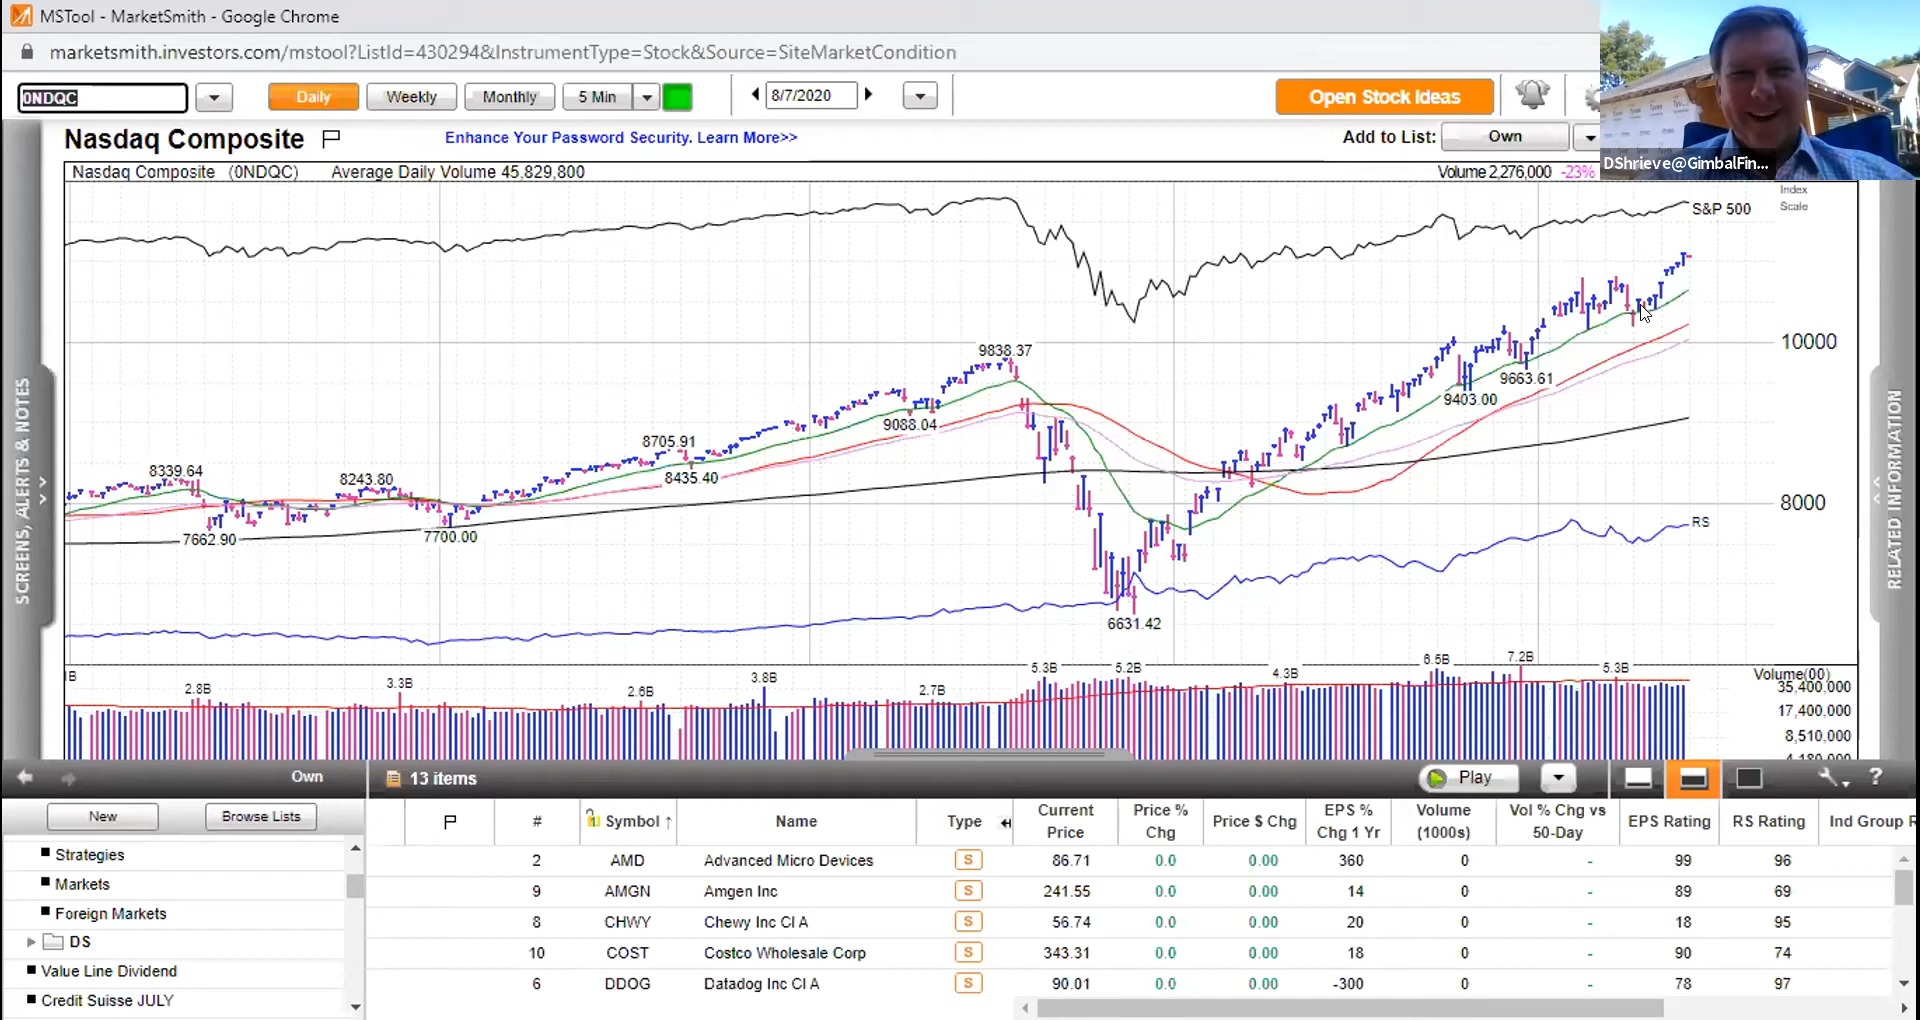 MSTool - MarketSmith - Google Chrome
marketsmith.investors.com/mstool?ListId=430294&InstrumentType=Stock&Source=SiteMarketCondition
0NDQC Daily Weekly Monthly 5 Min 8/7/2020 Open Stock Ideas
DShrieve@GimbalFin...
Nasdaq Composite Enhance Your Password Security. Learn More>> Add to List: Own
Nasdaq Composite (0NDQC) Average Daily Volume 45,829,800 Volume 2,276,000 -23%
Index
Scale
S&P 500
10000
9838.37
9663.61
9403.00
9088.04
8705.91
8339.64 8243.80 8435.40
8000
RS
7662.90 7700.00
6631.42
1B 2.8B 3.3B 2.6B 3.8B 2.7B 5.3B 5.2B 4.3B 6.5B 7.2B 5.3B
Volume(00)
35,400,000
17,400,000
8,510,000
SCREENS, ALERTS & NOTES
RELATED INFORMATION
Own 13 items Play ?
New Browse Lists
Strategies
Markets
Foreign Markets
DS
Value Line Dividend
Credit Suisse JULY
# Symbol ↑ Name Type Current Price Price % Chg Price $ Chg EPS % Chg 1 Yr Volume (1000s) Vol % Chg vs 50-Day EPS Rating RS Rating Ind Group R
2 AMD Advanced Micro Devices S 86.71 0.0 0.00 360 0 - 99 96
9 AMGN Amgen Inc S 241.55 0.0 0.00 14 0 - 89 69
8 CHWY Chewy Inc Cl A S 56.74 0.0 0.00 20 0 - 18 95
10 COST Costco Wholesale Corp S 343.31 0.0 0.00 18 0 - 90 74
6 DDOG Datadog Inc Cl A S 90.01 0.0 0.00 -300 0 - 78 97